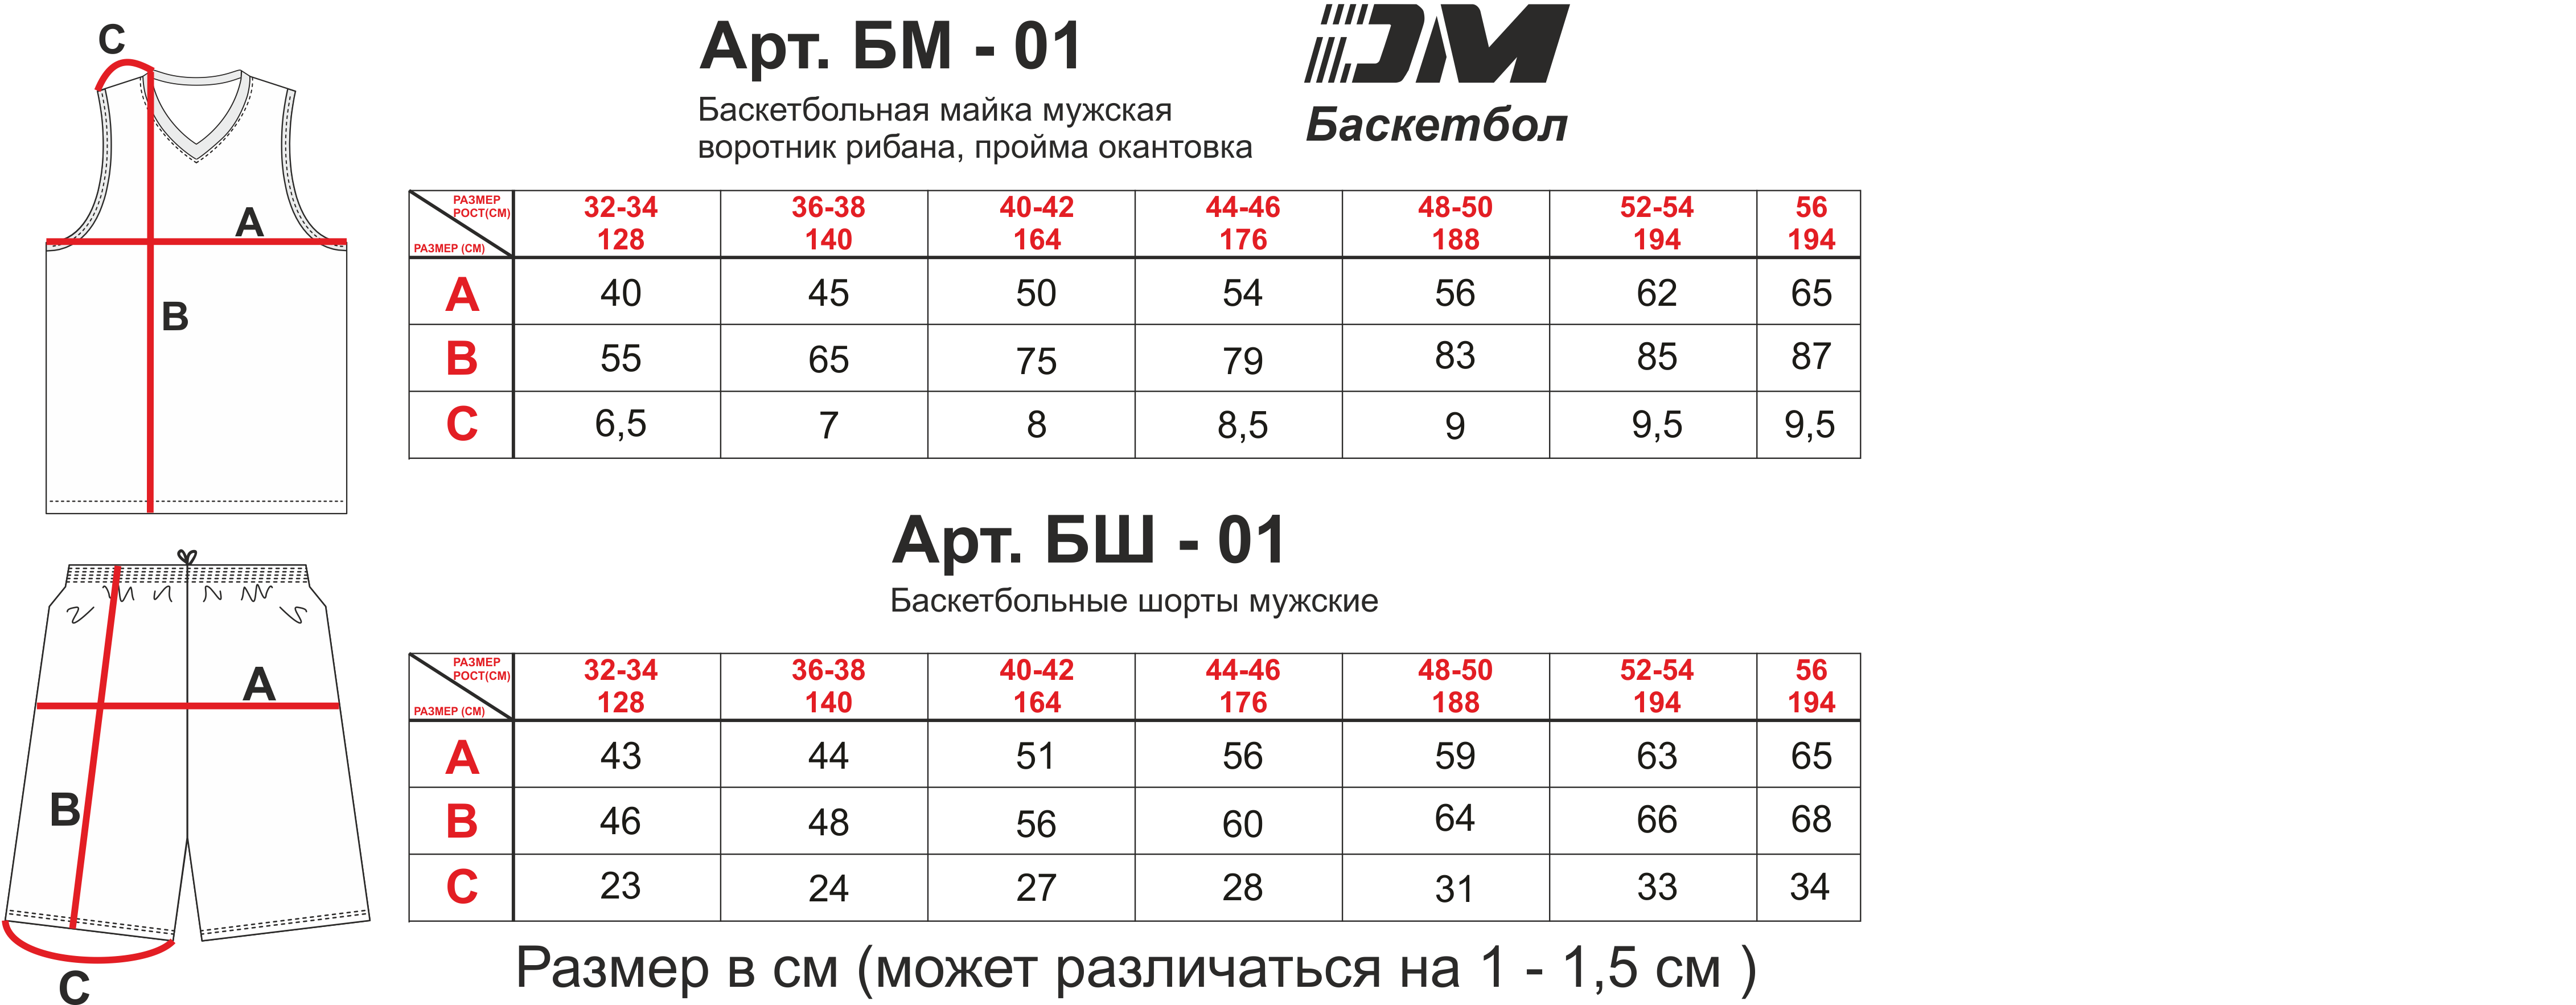 C
A
B
Арт. БМ - 01
Баскетбольная майка мужская
воротник рибана, пройма окантовка
DM
Баскетбол
РАЗМЕР
РОСТ(СМ)
РАЗМЕР (СМ)
32-34 36-38 40-42 44-46 48-50 52-54 56
128 140 164 176 188 194 194
A 40 45 50 54 56 62 65
B 55 65 75 79 83 85 87
C 6,5 7 8 8,5 9 9,5 9,5
A
B
C
Арт. БШ - 01
Баскетбольные шорты мужские
РАЗМЕР
РОСТ(СМ)
РАЗМЕР (СМ)
32-34 36-38 40-42 44-46 48-50 52-54 56
128 140 164 176 188 194 194
A 43 44 51 56 59 63 65
B 46 48 56 60 64 66 68
C 23 24 27 28 31 33 34
Размер в см (может различаться на 1 - 1,5 см )